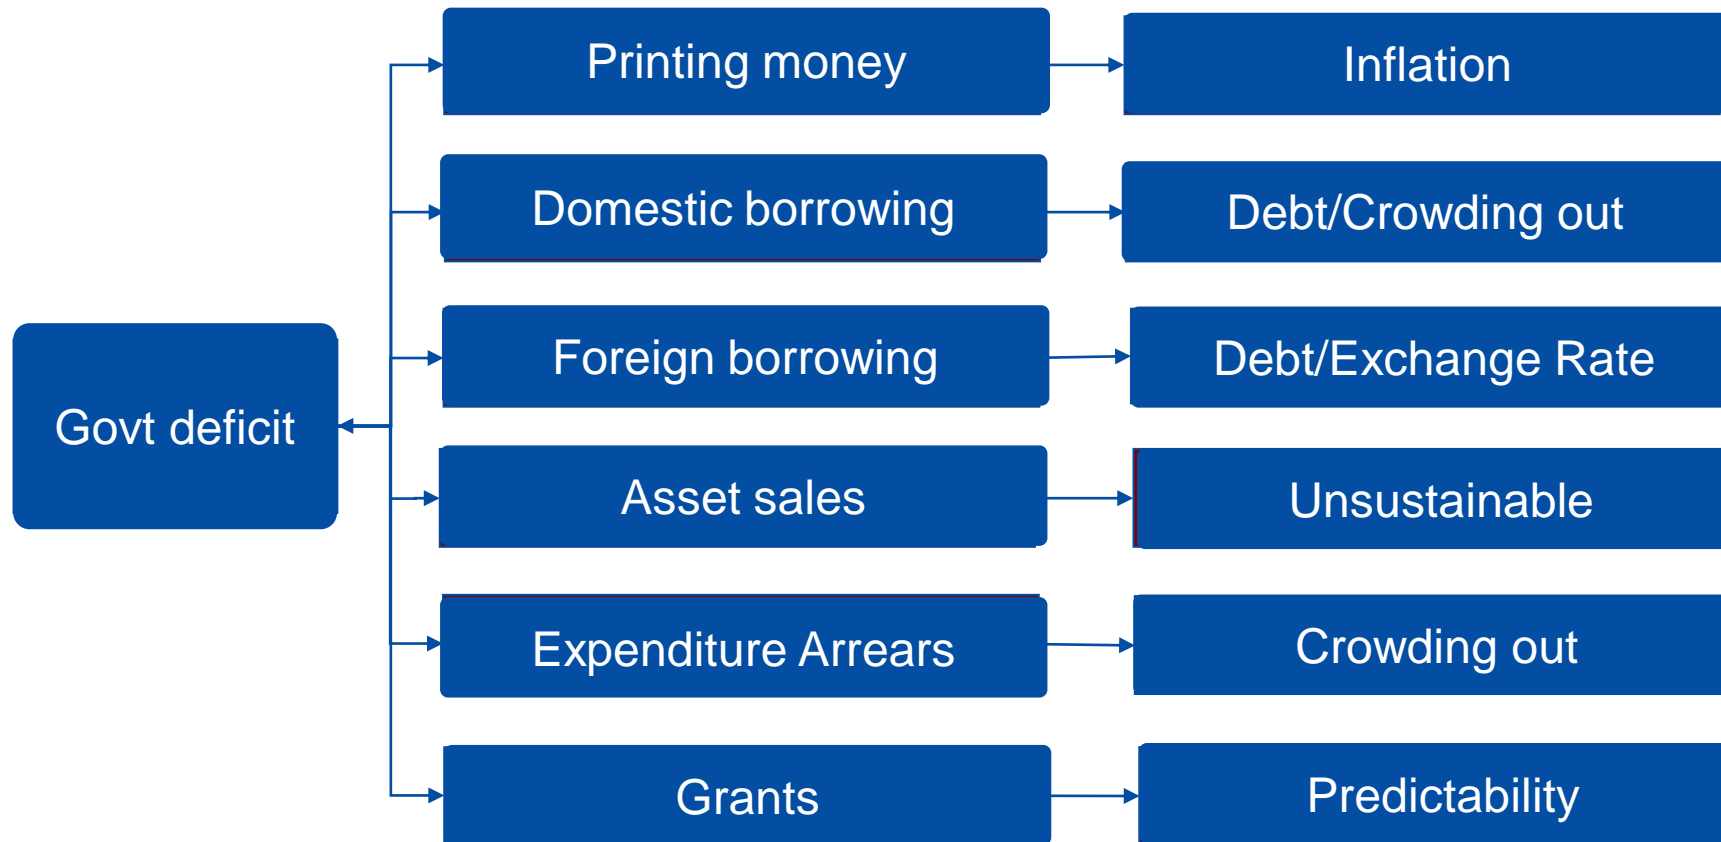 Printing money
Inflation
Domestic borrowing
Debt/Crowding out
Foreign borrowing
Debt/Exchange Rate
Govt deficit
Asset sales
Unsustainable
Expenditure Arrears
Crowding out
Grants
Predictability